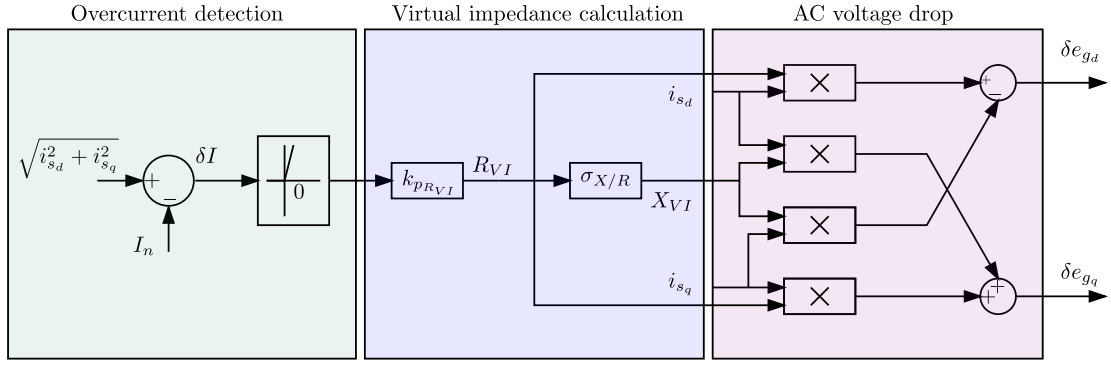 Overcurrent detection
Virtual impedance calculation
AC voltage drop
√(i_{s_d}^2 + i_{s_q}^2)
+
−
δI
I_n
0
k_{p_{R_{VI}}}
R_{VI}
σ_{X/R}
X_{VI}
i_{s_d}
i_{s_q}
×
×
×
×
+
−
+
+
δe_{g_d}
δe_{g_q}